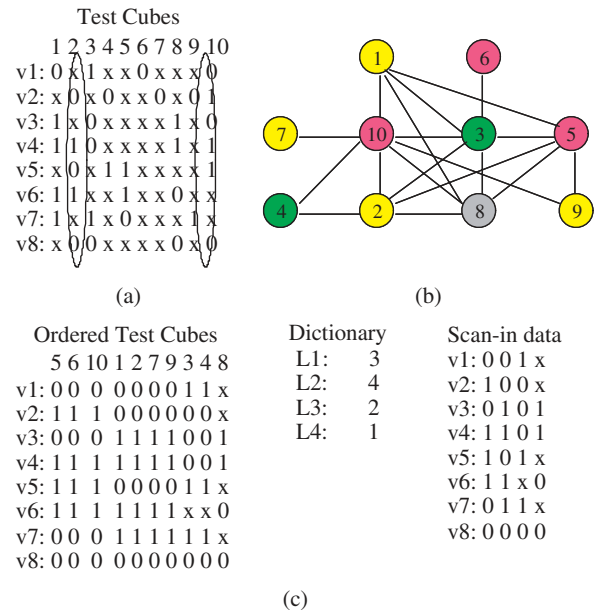 Test Cubes
1 2 3 4 5 6 7 8 9 10
v1: 0 x 1 x x 0 x x x 0
v2: x 0 x 0 x x 0 x 0 1
v3: 1 x 0 x x x x 1 x 0
v4: 1 1 0 x x x x 1 x 1
v5: x 0 x 1 1 x x x x 1
v6: 1 1 x x 1 x x 0 x x
v7: 1 x 1 x 0 x x x 1 x
v8: x 0 0 x x x x 0 x 0
(a)
1 6
7 10 3 5
4 2 8 9
(b)
Ordered Test Cubes
5 6 10 1 2 7 9 3 4 8
v1: 0 0 0 0 0 0 0 1 1 x
v2: 1 1 1 0 0 0 0 0 0 x
v3: 0 0 0 1 1 1 1 0 0 1
v4: 1 1 1 1 1 1 1 0 0 1
v5: 1 1 1 0 0 0 0 1 1 x
v6: 1 1 1 1 1 1 1 x x 0
v7: 0 0 0 1 1 1 1 1 1 x
v8: 0 0 0 0 0 0 0 0 0 0
Dictionary
L1: 3
L2: 4
L3: 2
L4: 1
Scan-in data
v1: 0 0 1 x
v2: 1 0 0 x
v3: 0 1 0 1
v4: 1 1 0 1
v5: 1 0 1 x
v6: 1 1 x 0
v7: 0 1 1 x
v8: 0 0 0 0
(c)